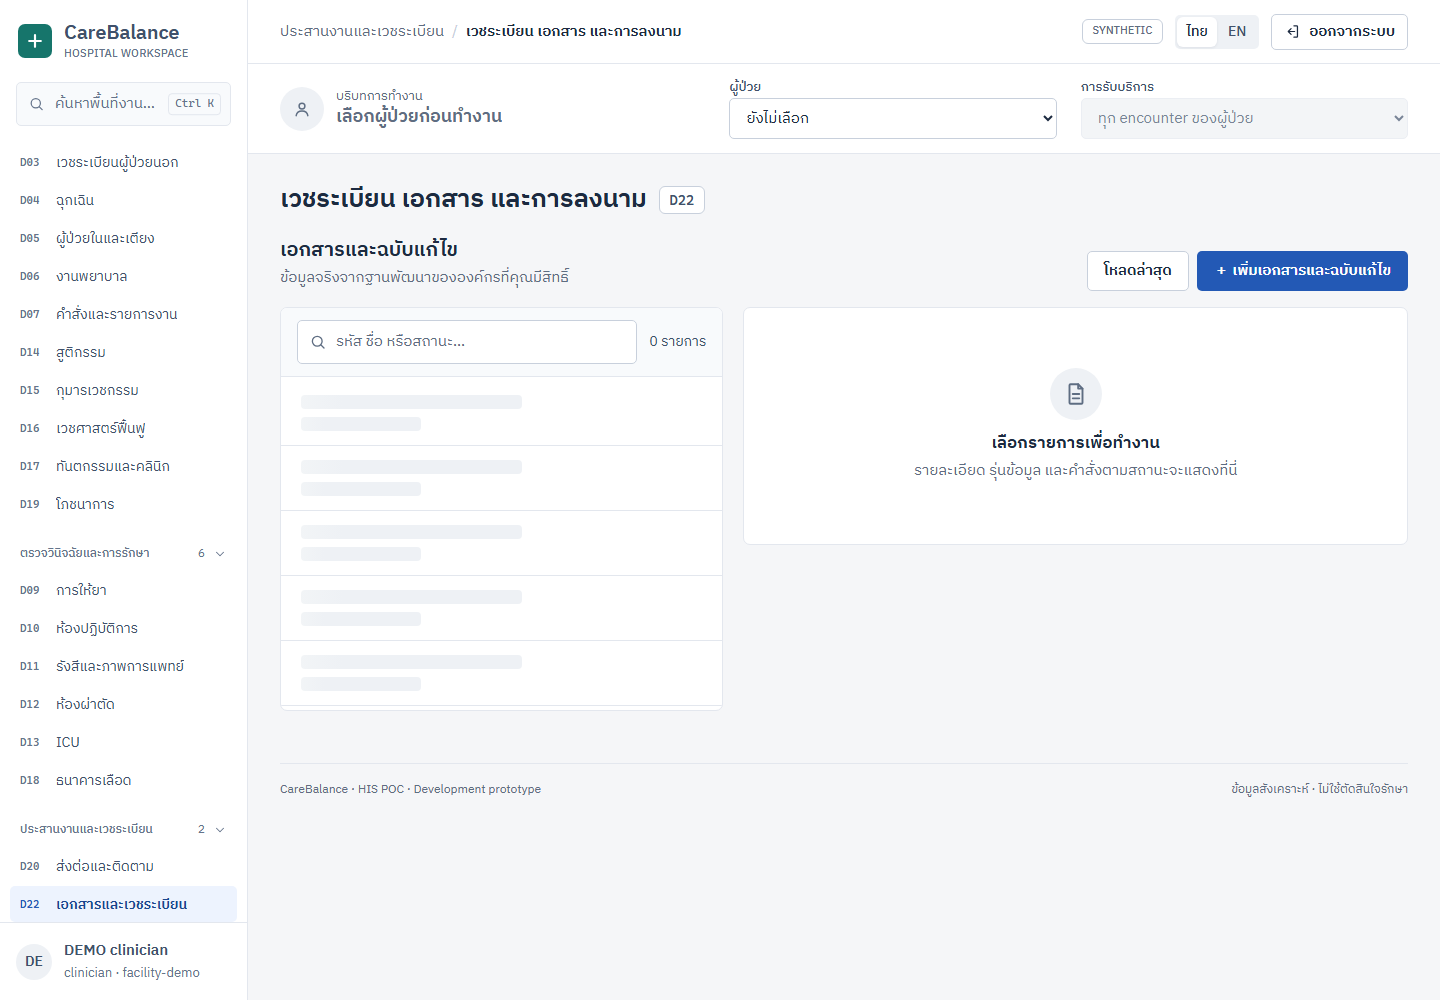 CareBalance
HOSPITAL WORKSPACE
ค้นหาพื้นที่งาน... Ctrl K
D03 เวชระเบียนผู้ป่วยนอก
D04 ฉุกเฉิน
D05 ผู้ป่วยในและเตียง
D06 งานพยาบาล
D07 คำสั่งและรายการงาน
D14 สูติกรรม
D15 กุมารเวชกรรม
D16 เวชศาสตร์ฟื้นฟู
D17 ทันตกรรมและคลินิก
D19 โภชนาการ
ตรวจวินิจฉัยและการรักษา 6
D09 การให้ยา
D10 ห้องปฏิบัติการ
D11 รังสีและภาพการแพทย์
D12 ห้องผ่าตัด
D13 ICU
D18 ธนาคารเลือด
ประสานงานและเวชระเบียน 2
D20 ส่งต่อและติดตาม
D22 เอกสารและเวชระเบียน
DE DEMO clinician
clinician · facility-demo
ประสานงานและเวชระเบียน / เวชระเบียน เอกสาร และการลงนาม
SYNTHETIC ไทย EN ออกจากระบบ
บริบทการทำงาน
เลือกผู้ป่วยก่อนทำงาน
ผู้ป่วย
ยังไม่เลือก
การรับบริการ
ทุก encounter ของผู้ป่วย
เวชระเบียน เอกสาร และการลงนาม D22
เอกสารและฉบับแก้ไข
ข้อมูลจริงจากฐานพัฒนาขององค์กรที่คุณมีสิทธิ์
โหลดล่าสุด + เพิ่มเอกสารและฉบับแก้ไข
รหัส ชื่อ หรือสถานะ... 0 รายการ
เลือกรายการเพื่อทำงาน
รายละเอียด รุ่นข้อมูล และคำสั่งตามสถานะจะแสดงที่นี่
CareBalance · HIS POC · Development prototype
ข้อมูลสังเคราะห์ · ไม่ใช้ตัดสินใจรักษา